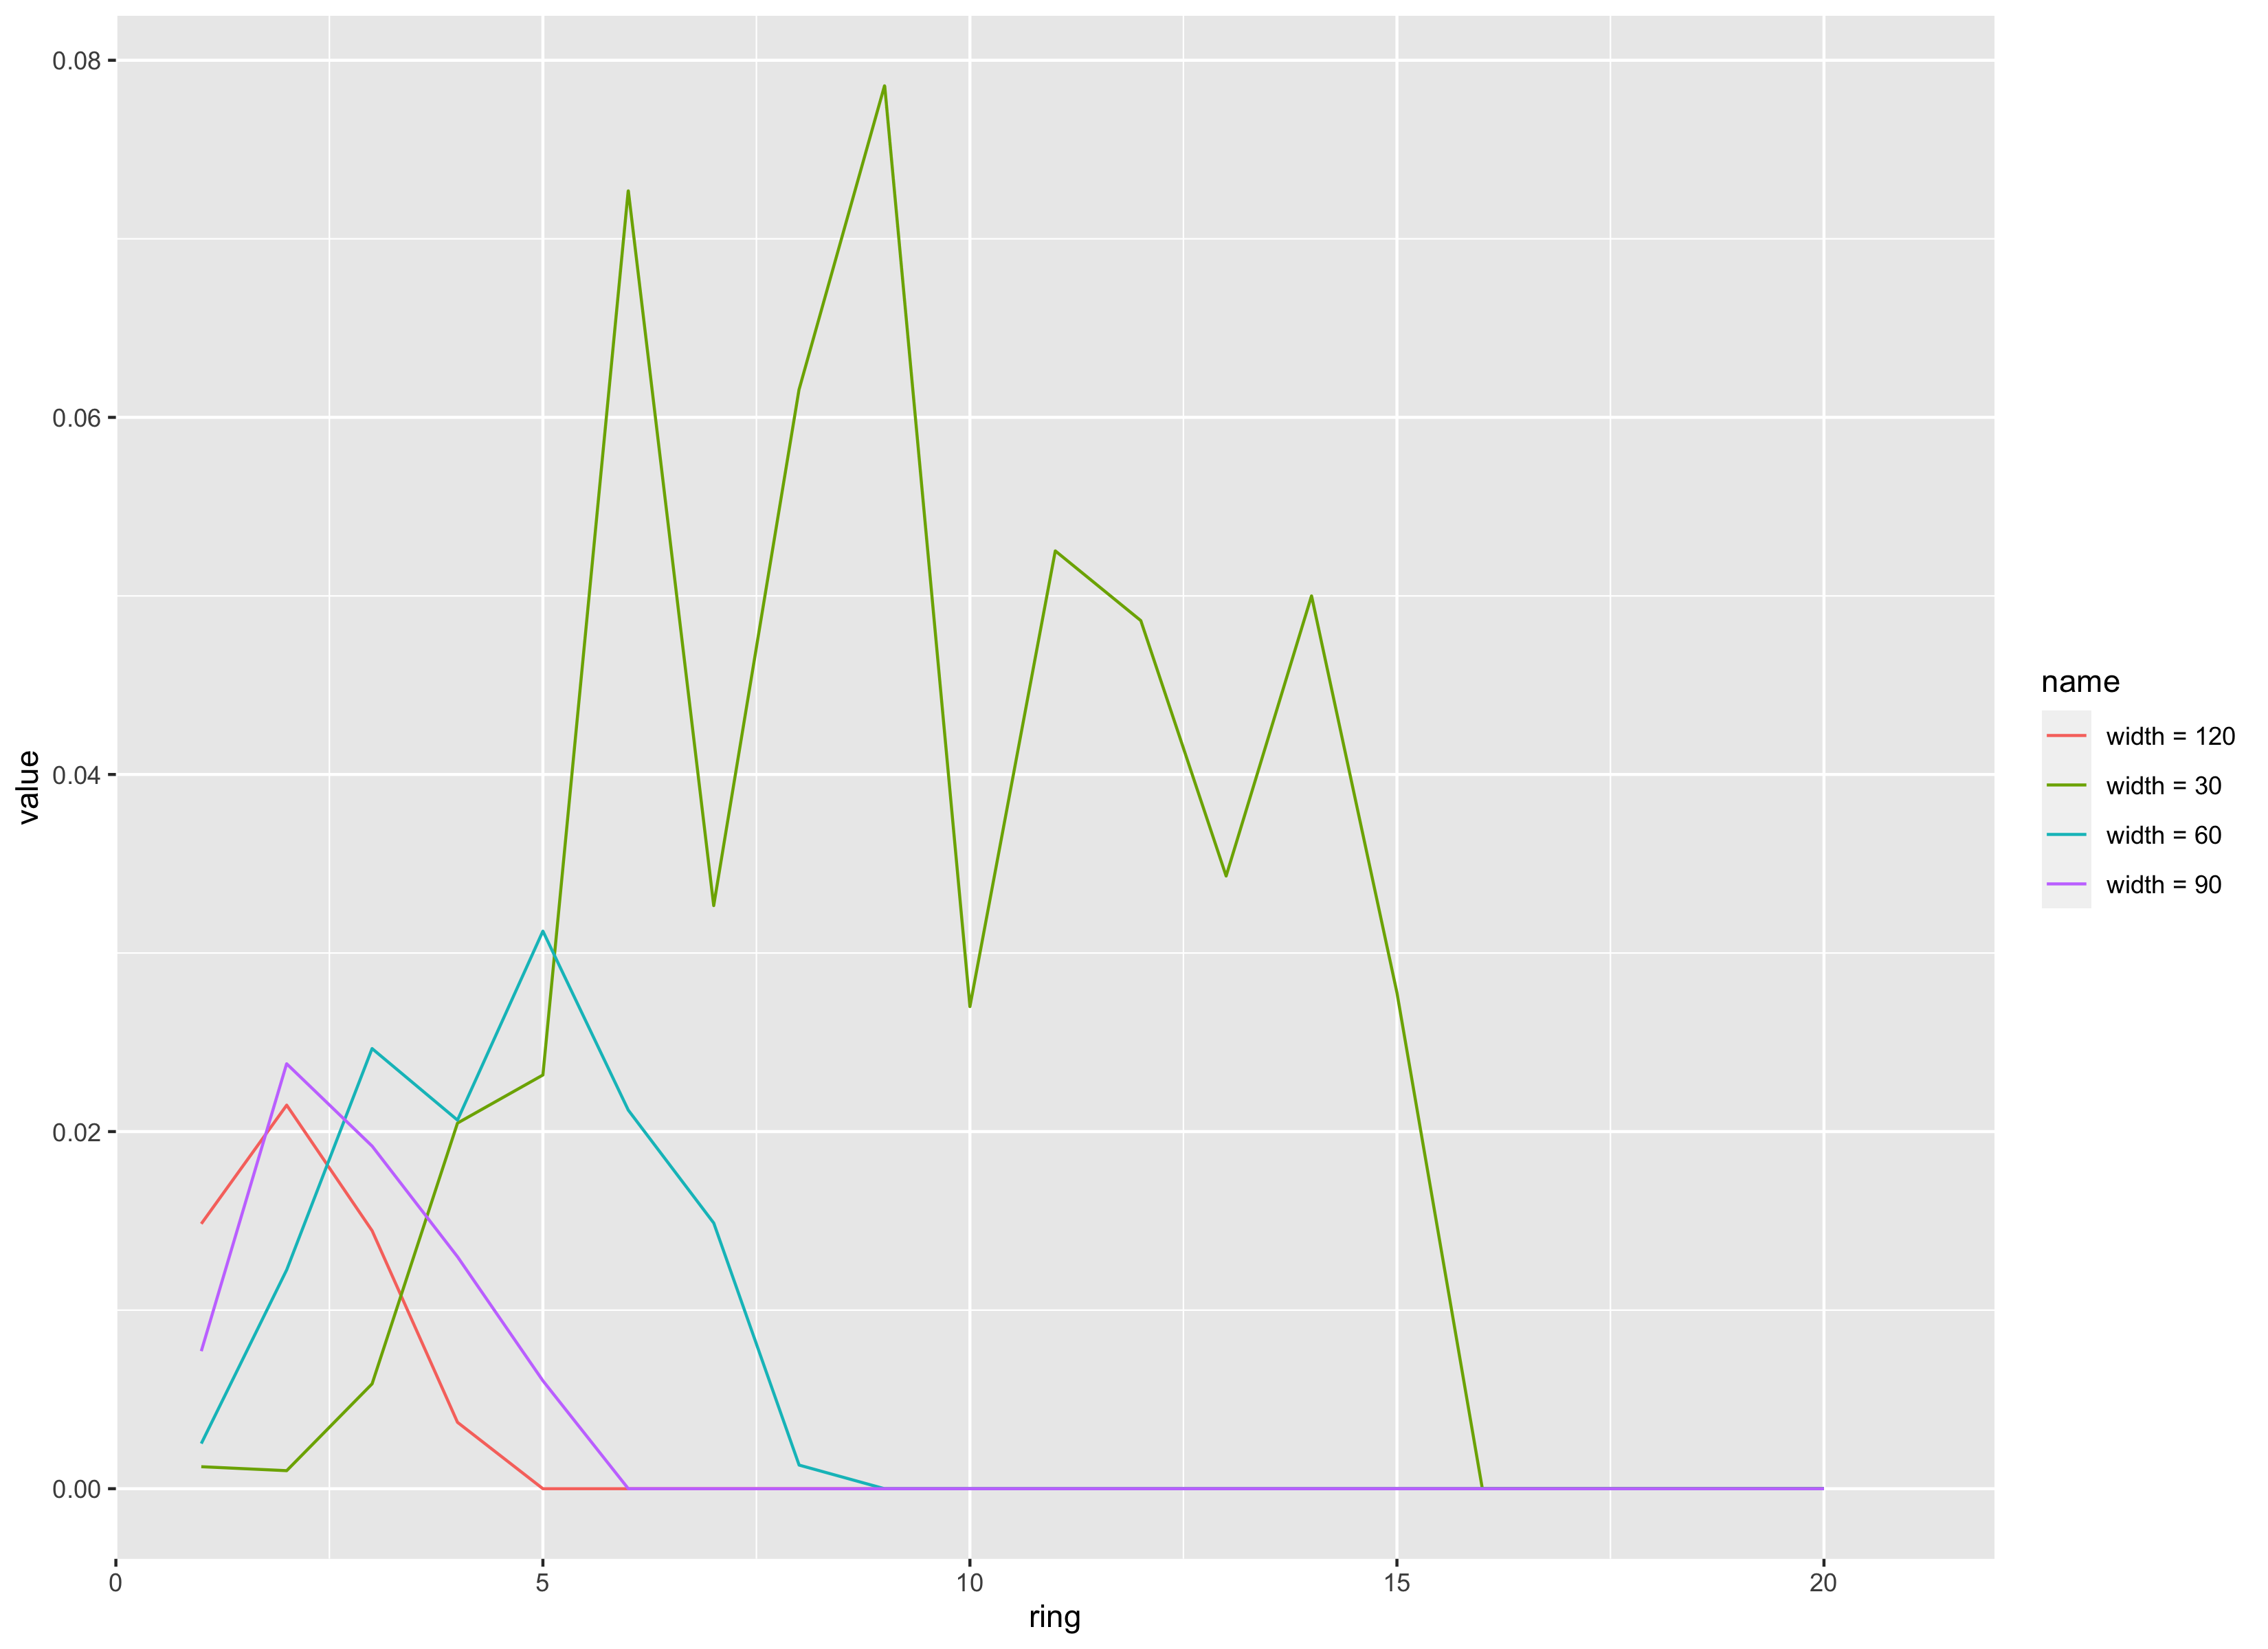 0.08
0.06
0.04
0.02
0.00
value
0
5
10
15
20
ring
name
width = 120
width = 30
width = 60
width = 90